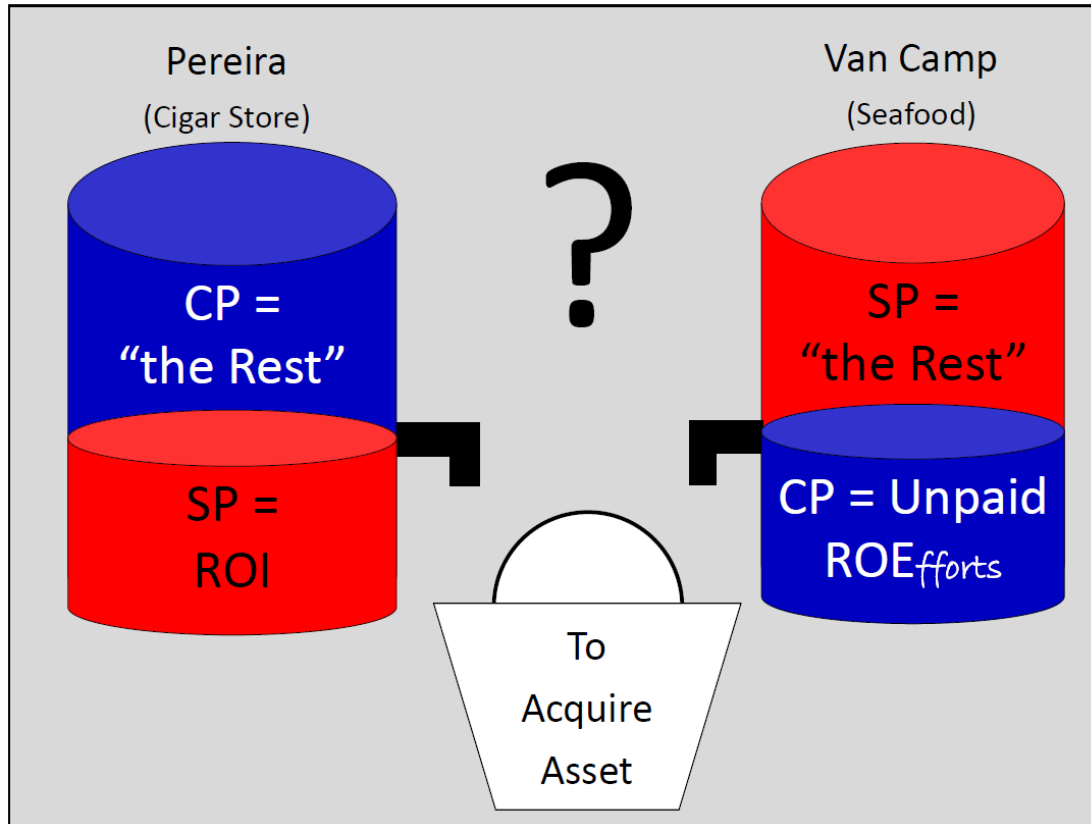 Pereira
(Cigar Store)
CP =
“the Rest”
SP =
ROI
?
Van Camp
(Seafood)
SP =
“the Rest”
CP = Unpaid
ROEfforts
To
Acquire
Asset